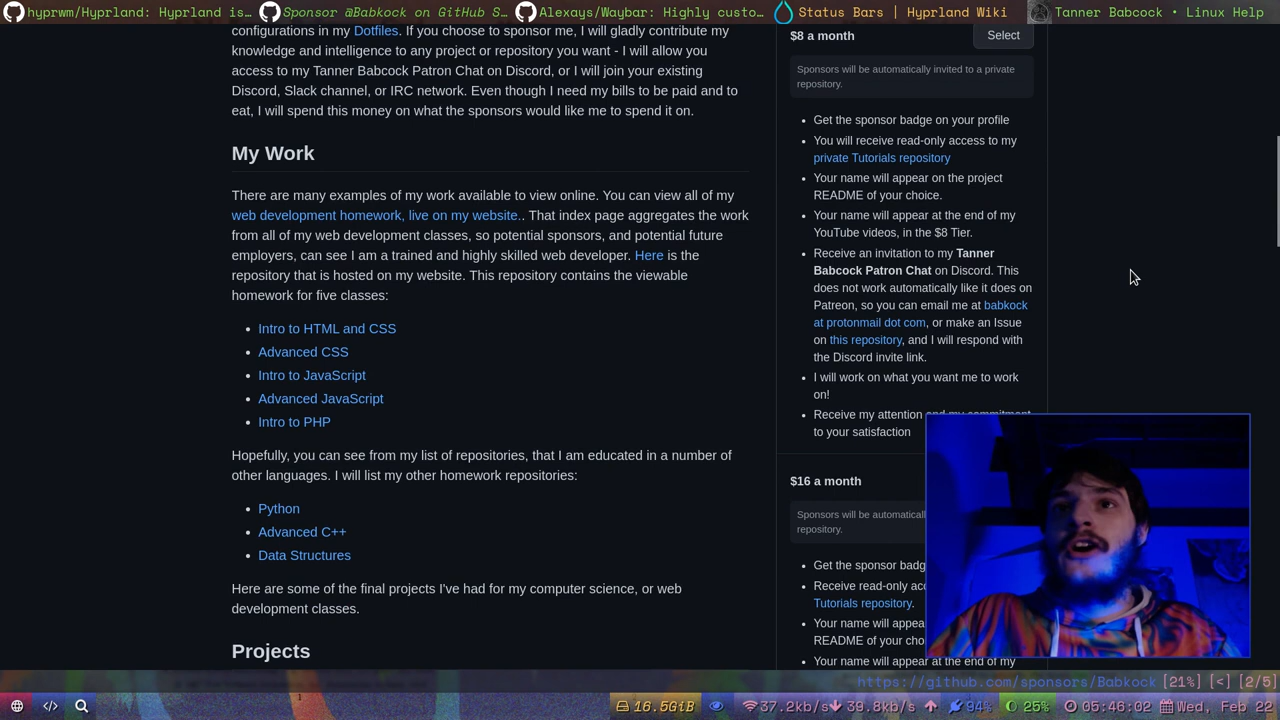 hyprwm/Hyprland: Hyprland is… Sponsor @Babkock on GitHub S… Alexays/Waybar: Highly custo… Status Bars | Hyprland Wiki Tanner Babcock • Linux Help
configurations in my Dotfiles. If you choose to sponsor me, I will gladly contribute my
knowledge and intelligence to any project or repository you want - I will allow you
access to my Tanner Babcock Patron Chat on Discord, or I will join your existing
Discord, Slack channel, or IRC network. Even though I need my bills to be paid and to
eat, I will spend this money on what the sponsors would like me to spend it on.
My Work
There are many examples of my work available to view online. You can view all of my
web development homework, live on my website.. That index page aggregates the work
from all of my web development classes, so potential sponsors, and potential future
employers, can see I am a trained and highly skilled web developer. Here is the
repository that is hosted on my website. This repository contains the viewable
homework for five classes:
Intro to HTML and CSS
Advanced CSS
Intro to JavaScript
Advanced JavaScript
Intro to PHP
Hopefully, you can see from my list of repositories, that I am educated in a number of
other languages. I will list my other homework repositories:
Python
Advanced C++
Data Structures
Here are some of the final projects I've had for my computer science, or web
development classes.
Projects
$8 a month
Select
Sponsors will be automatically invited to a private
repository.
Get the sponsor badge on your profile
You will receive read-only access to my
private Tutorials repository
Your name will appear on the project
README of your choice.
Your name will appear at the end of my
YouTube videos, in the $8 Tier.
Receive an invitation to my Tanner
Babcock Patron Chat on Discord. This
does not work automatically like it does on
Patreon, so you can email me at babkock
at protonmail dot com, or make an Issue
on this repository, and I will respond with
the Discord invite link.
I will work on what you want me to work
on!
Receive my attention and my commitment
to your satisfaction
$16 a month
Sponsors will be automatical
repository.
Get the sponsor badg
Receive read-only acc
Tutorials repository.
Your name will appea
README of your cho
Your name will appear at the end of my
https://github.com/sponsors/Babkock [21%] [<] [2/5]
16.5GiB 37.2kb/s 39.8kb/s 94% 25% 05:46:02 Wed, Feb 22